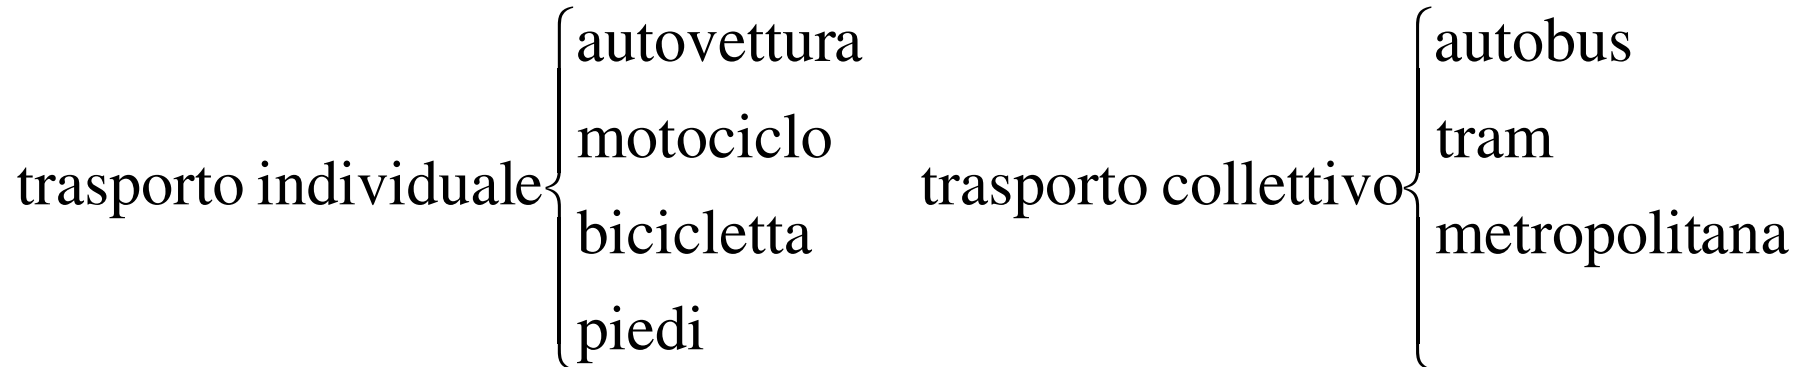 trasporto individuale
autovettura
motociclo
bicicletta
piedi
trasporto collettivo
autobus
tram
metropolitana